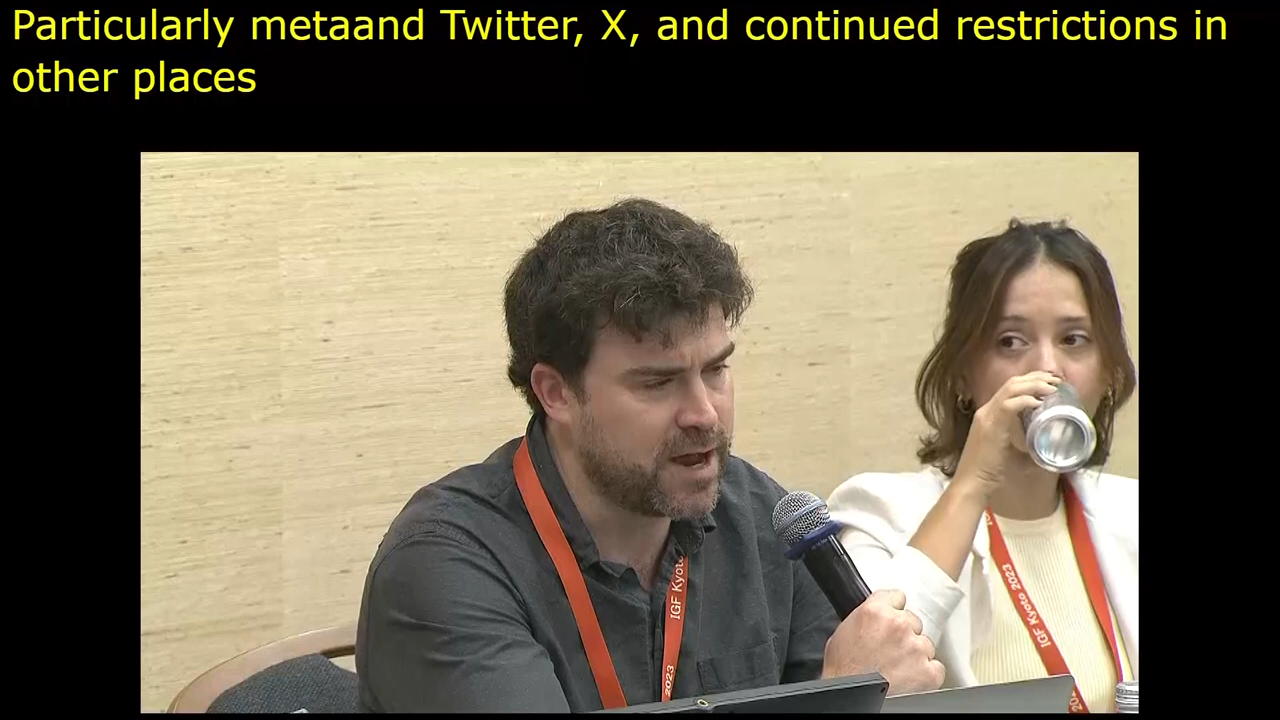 Particularly metaand Twitter, X, and continued restrictions in
other places
IGF Kyoto
2023
IGF Kyoto 2023